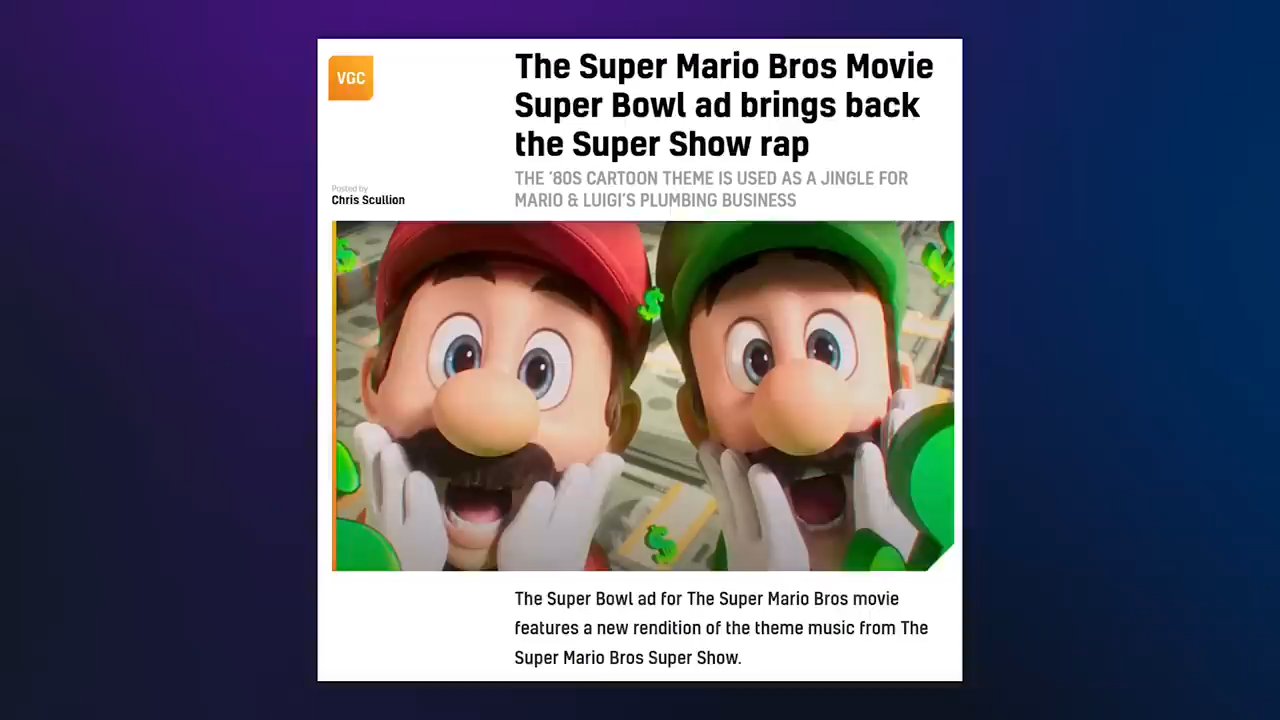 VGC
The Super Mario Bros Movie
Super Bowl ad brings back
the Super Show rap
THE '80S CARTOON THEME IS USED AS A JINGLE FOR
MARIO & LUIGI'S PLUMBING BUSINESS
Posted by
Chris Scullion
The Super Bowl ad for The Super Mario Bros movie
features a new rendition of the theme music from The
Super Mario Bros Super Show.